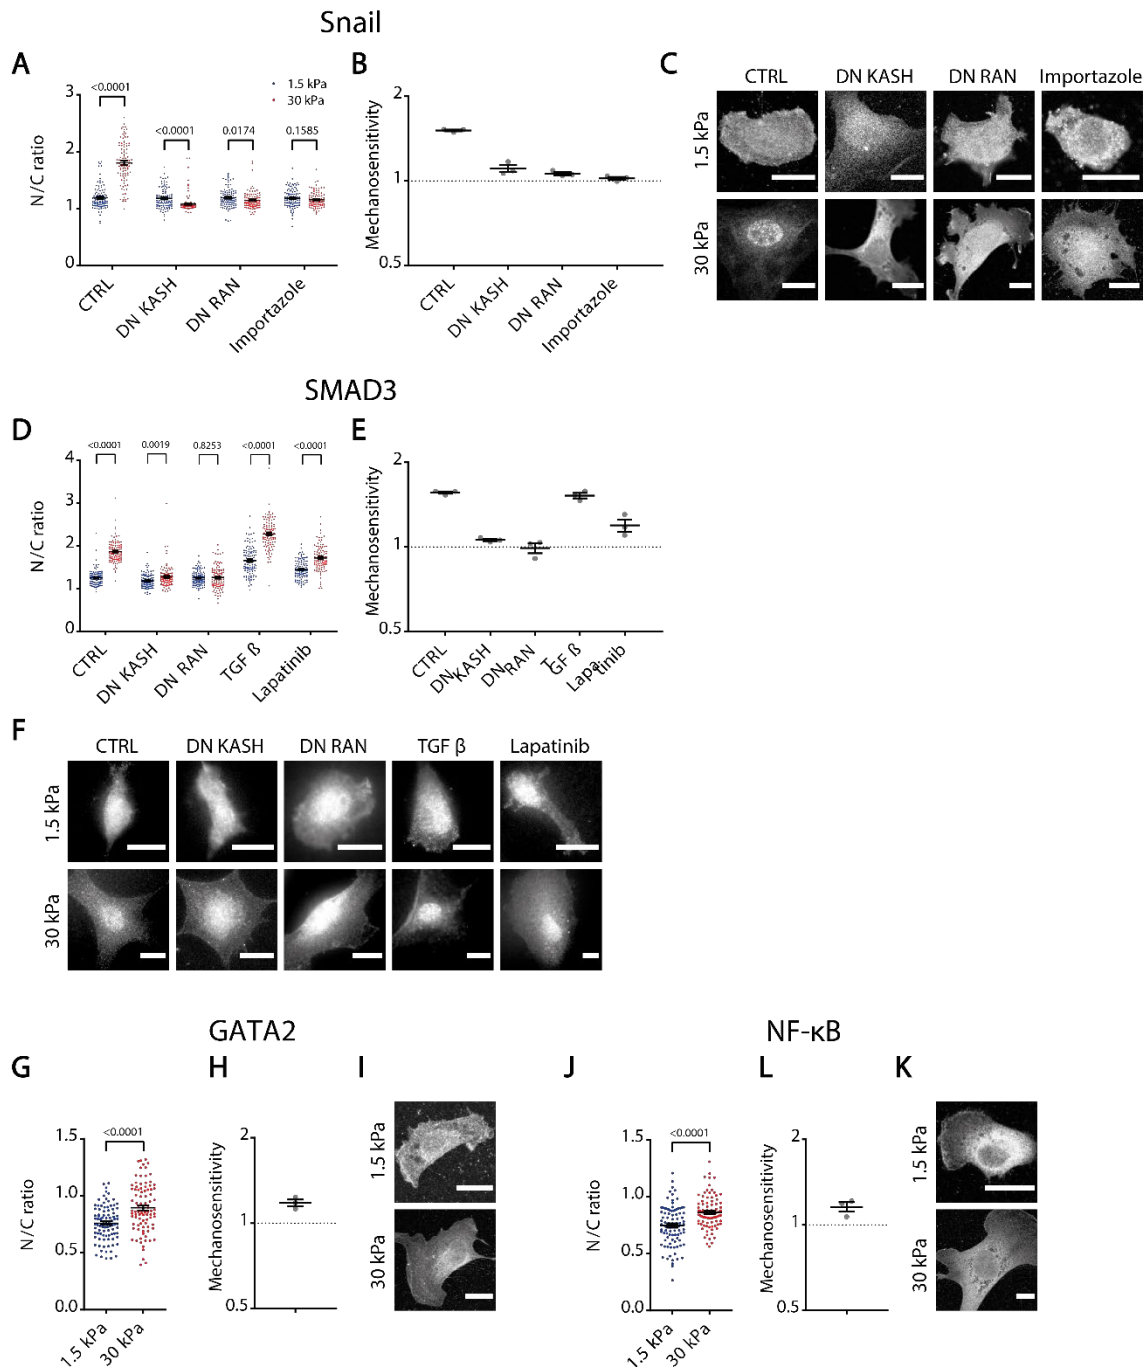 Snail
A
B
C
<0.0001
<0.0001
0.0174
0.1585
1.5 kPa
30 kPa
N/C ratio
3
2
1
0
CTRL
DN KASH
DN RAN
Importazole
Mechanosensitivity
2
1
0.5
CTRL
DN KASH
DN RAN
Importazole
CTRL
DN KASH
DN RAN
Importazole
1.5 kPa
30 kPa
SMAD3
D
E
<0.0001
0.0019
0.8253
<0.0001
<0.0001
N/C ratio
4
3
2
1
0
CTRL
DN KASH
DN RAN
TGF ß
Lapatinib
Mechanosensitivity
2
1
0.5
CTRL
DN KASH
DN RAN
TGF ß
Lapatinib
F
CTRL
DN KASH
DN RAN
TGF β
Lapatinib
1.5 kPa
30 kPa
GATA2
G
H
I
<0.0001
N/C ratio
1.5
1.0
0.5
0.0
1.5 kPa
30 kPa
Mechanosensitivity
2
1
0.5
1.5 kPa
30 kPa
NF-κB
J
L
K
<0.0001
N/C ratio
1.5
1.0
0.5
0.0
1.5 kPa
30 kPa
Mechanosensitivity
2
1
0.5
1.5 kPa
30 kPa